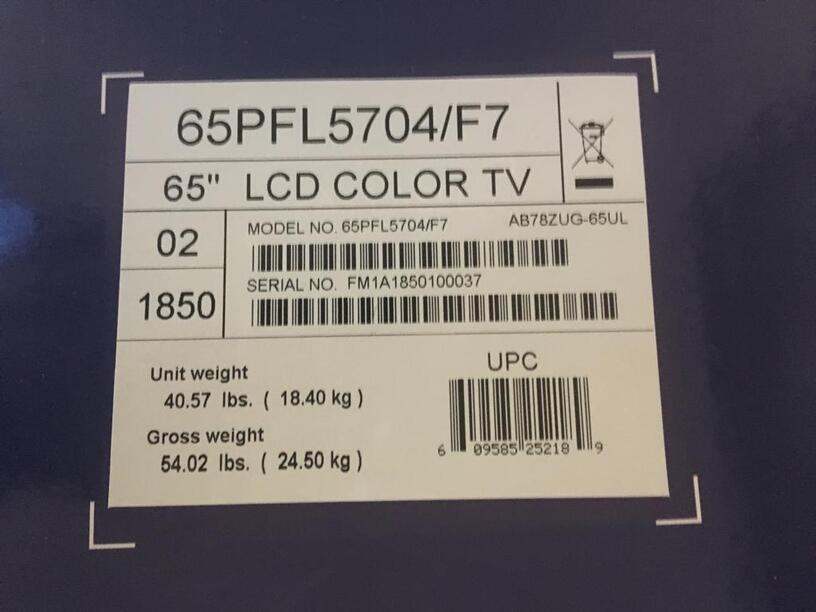 65PFL5704/F7
65" LCD COLOR TV
02
MODEL NO. 65PFL5704/F7 AB78ZUG-65UL
1850
SERIAL NO. FM1A1850100037
Unit weight
40.57 lbs. ( 18.40 kg )
Gross weight
54.02 lbs. ( 24.50 kg )
UPC
6 09585 25218 9